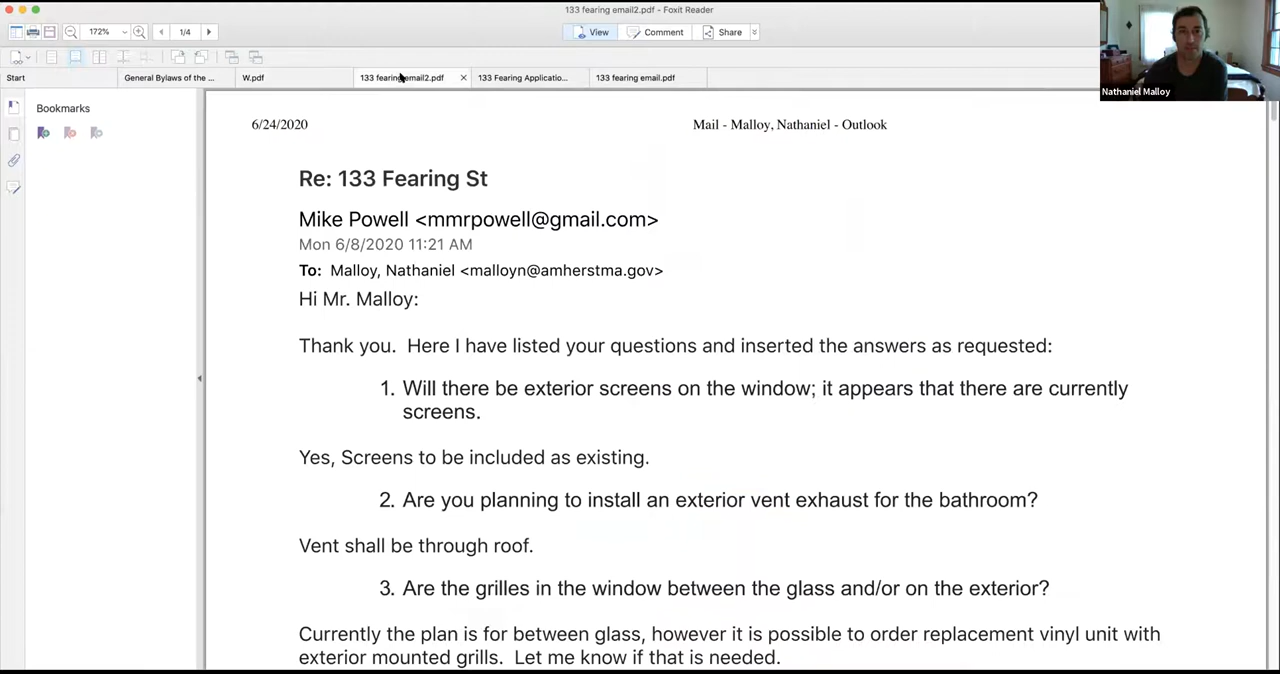 133 fearing email2.pdf - Foxit Reader
172%
1/4
View
Comment
Share
Start
General Bylaws of the ...
W.pdf
133 fearing email2.pdf
133 Fearing Applicatio...
133 fearing email.pdf
Nathaniel Malloy
Bookmarks
6/24/2020
Mail - Malloy, Nathaniel - Outlook
Re: 133 Fearing St
Mike Powell <mmrpowell@gmail.com>
Mon 6/8/2020 11:21 AM
To: Malloy, Nathaniel <malloyn@amherstma.gov>
Hi Mr. Malloy:
Thank you. Here I have listed your questions and inserted the answers as requested:
1. Will there be exterior screens on the window; it appears that there are currently
screens.
Yes, Screens to be included as existing.
2. Are you planning to install an exterior vent exhaust for the bathroom?
Vent shall be through roof.
3. Are the grilles in the window between the glass and/or on the exterior?
Currently the plan is for between glass, however it is possible to order replacement vinyl unit with
exterior mounted grills. Let me know if that is needed.